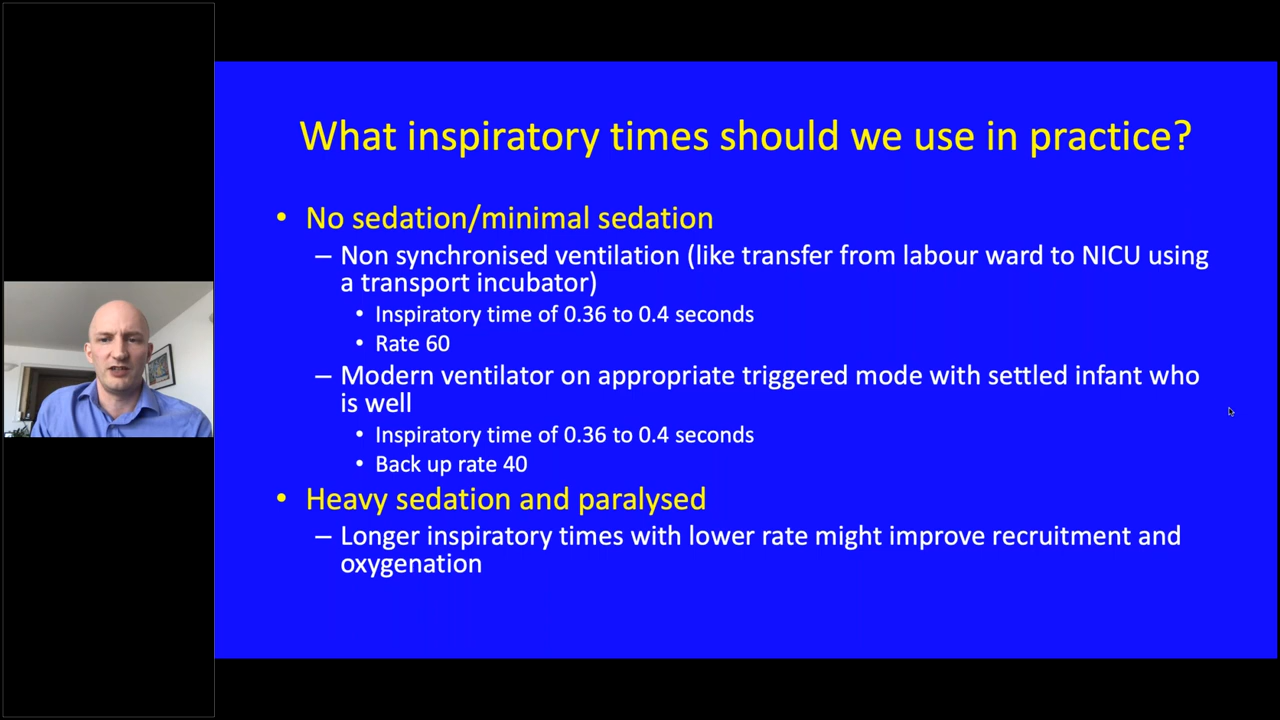 What inspiratory times should we use in practice?
• No sedation/minimal sedation
– Non synchronised ventilation (like transfer from labour ward to NICU using
a transport incubator)
• Inspiratory time of 0.36 to 0.4 seconds
• Rate 60
– Modern ventilator on appropriate triggered mode with settled infant who
is well
• Inspiratory time of 0.36 to 0.4 seconds
• Back up rate 40
• Heavy sedation and paralysed
– Longer inspiratory times with lower rate might improve recruitment and
oxygenation